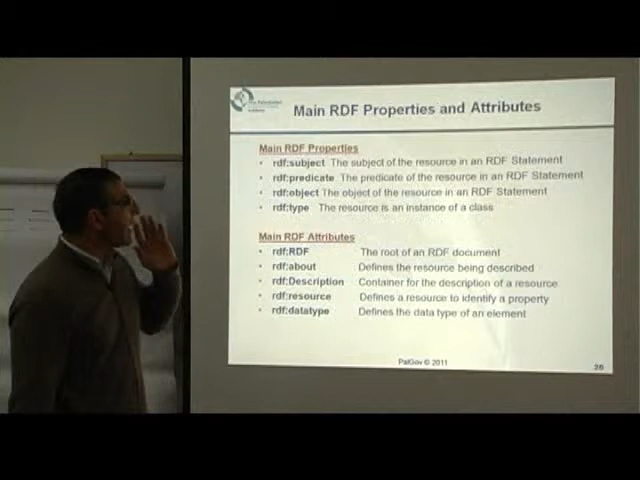 Main RDF Properties and Attributes
Main RDF Properties
• rdf:subject The subject of the resource in an RDF Statement
• rdf:predicate The predicate of the resource in an RDF Statement
• rdf:object The object of the resource in an RDF Statement
• rdf:type The resource is an instance of a class
Main RDF Attributes
• rdf:RDF The root of an RDF document
• rdf:about Defines the resource being described
• rdf:Description Container for the description of a resource
• rdf:resource Defines a resource to identify a property
• rdf:datatype Defines the data type of an element
PalGov © 2011
26